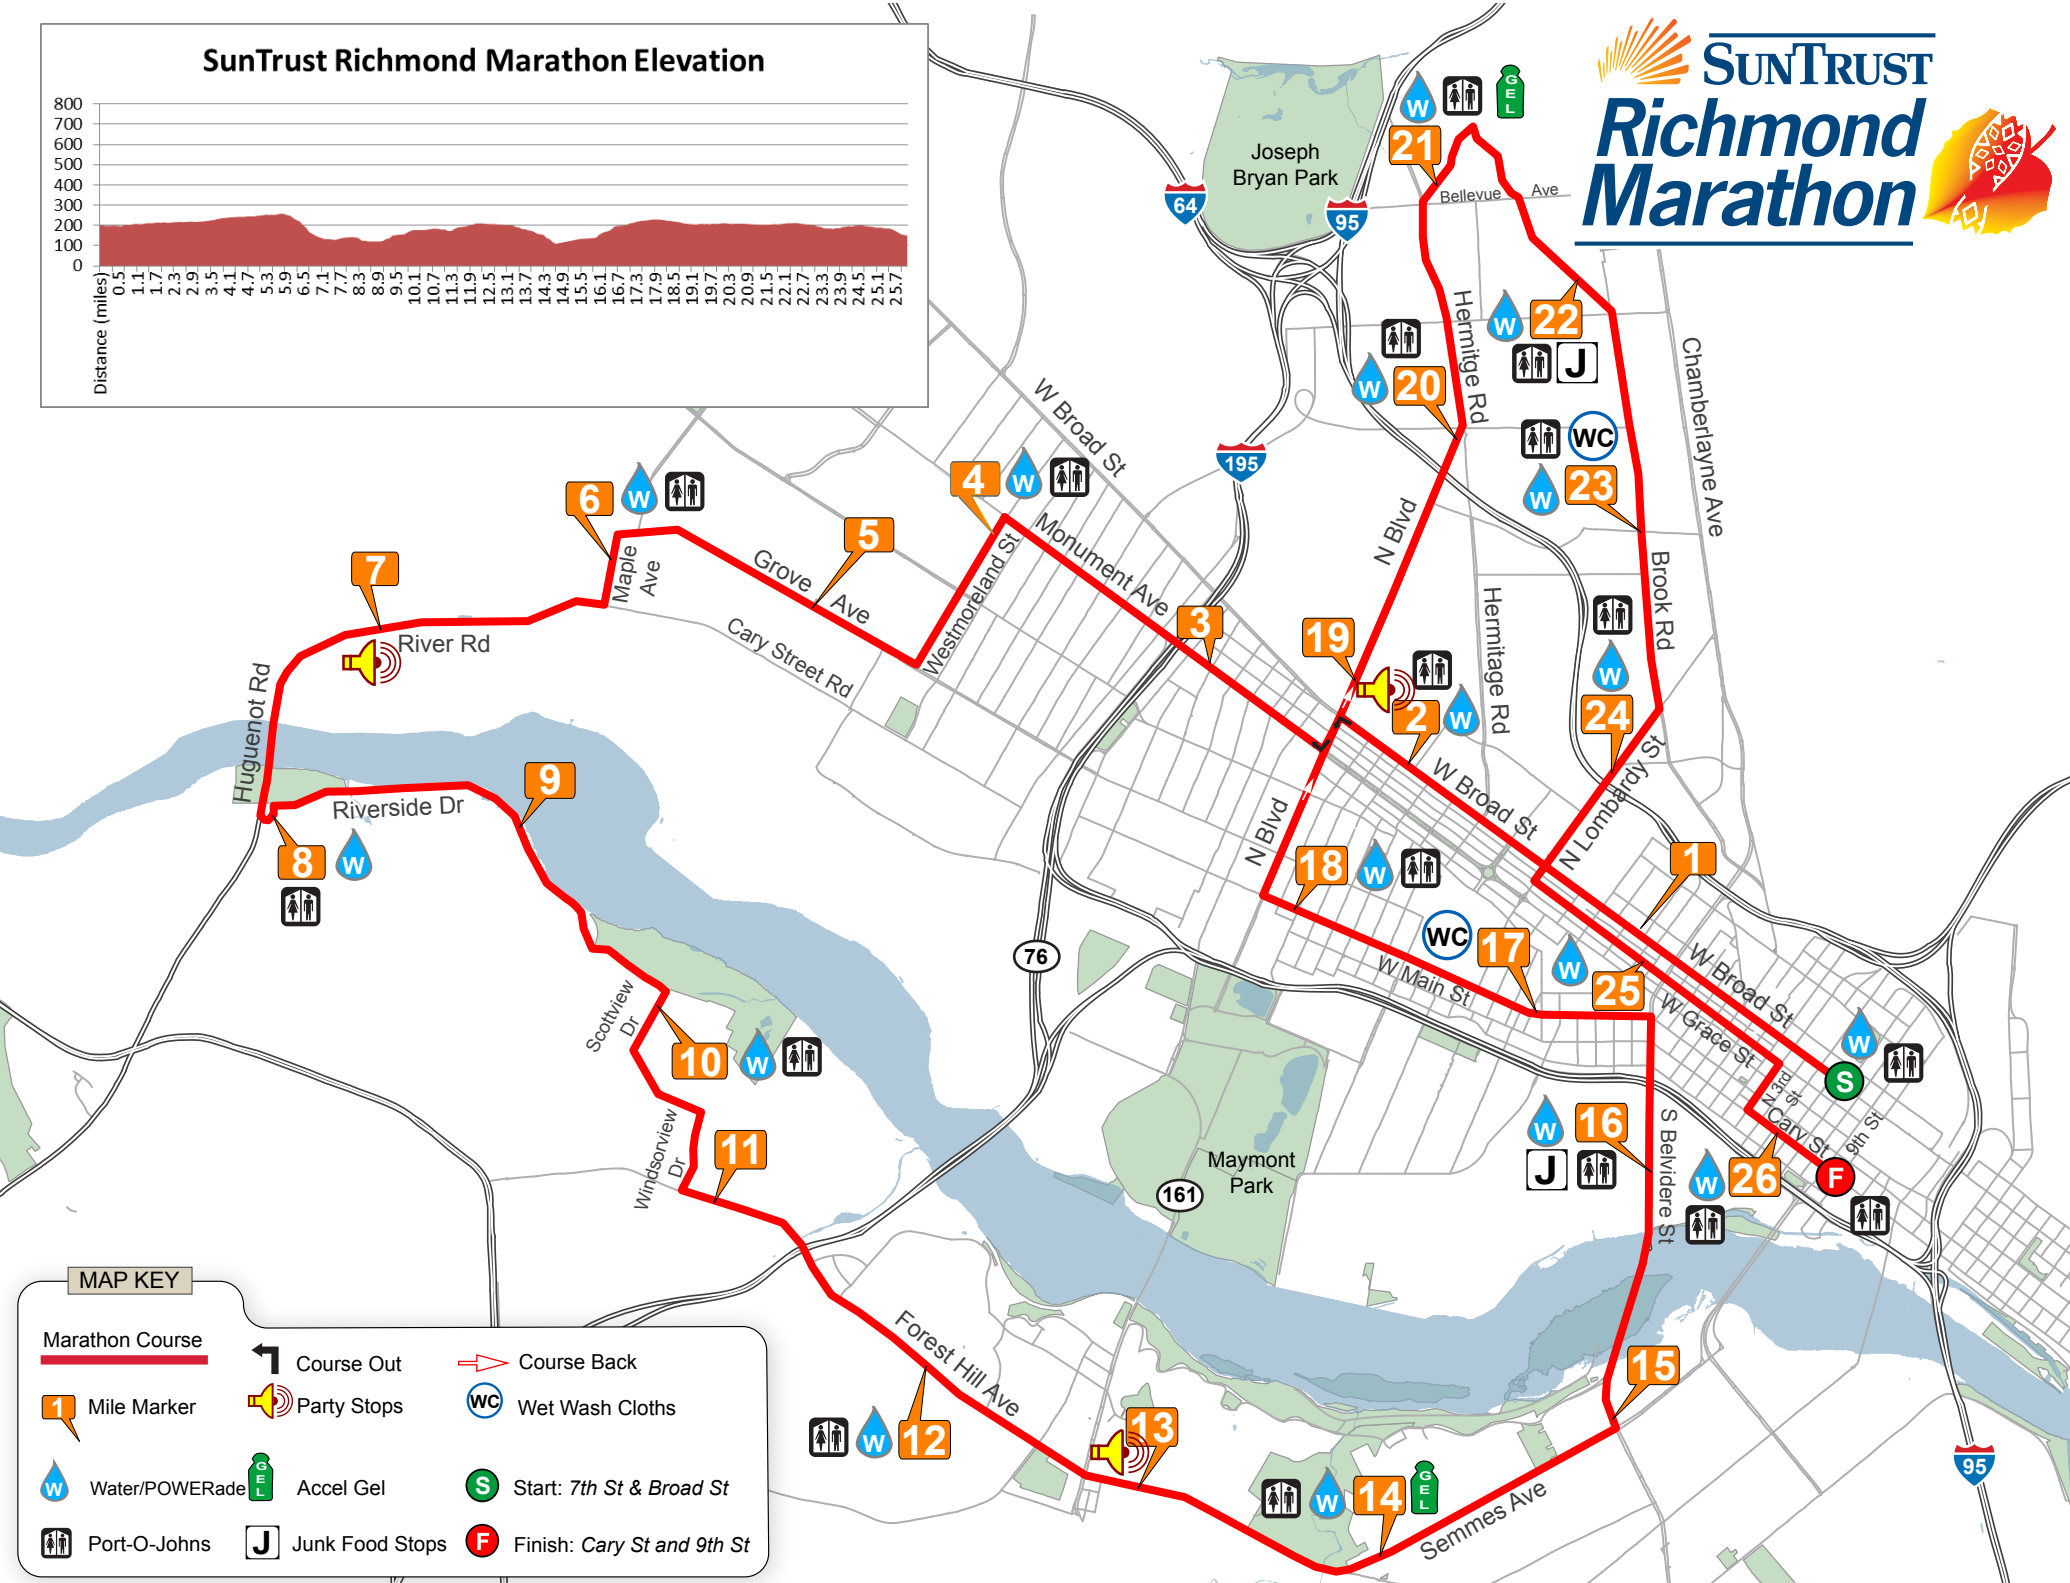 SunTrust Richmond Marathon Elevation
800
700
600
500
400
300
200
100
0
Distance (miles)
0.5
1.1
1.7
2.3
2.9
3.5
4.1
4.7
5.3
5.9
6.5
7.1
7.7
8.3
8.9
9.5
10.1
10.7
11.3
11.9
12.5
13.1
13.7
14.3
14.9
15.5
16.1
16.7
17.3
17.9
18.5
19.1
19.7
20.3
20.9
21.5
22.1
22.7
23.3
23.9
24.5
25.1
25.7
SUNTRUST
Richmond
Marathon
Joseph
Bryan Park
W
GEL
21
Bellevue Ave
64
95
Hermitge Rd
W
22
J
Chamberlayne Ave
W
20
W Broad St
195
WC
W
23
4
W
6
W
5
Monument Ave
N Blvd
7
Maple
Ave
Grove Ave
Westmoreland St
Brook Rd
River Rd
Cary Street Rd
3
19
Hermitage Rd
W
24
2
W
Huguenot Rd
9
Riverside Dr
W Broad St
N Lombardy St
8
W
N Blvd
18
W
1
WC
17
W
25
76
W Main St
W Broad St
W Grace St
W
Scottview
Dr
10
W
S
N 3rd
St
Cary St
9th St
Windsorview
Dr
11
W
16
J
S Belvidere St
W
26
F
Maymont
Park
161
Forest Hill Ave
15
W
12
13
W
14
GEL
Semmes Ave
95
MAP KEY
Marathon Course
Course Out
Course Back
1
Mile Marker
Party Stops
WC
Wet Wash Cloths
W
Water/POWERade
GEL
Accel Gel
S
Start: 7th St & Broad St
Port-O-Johns
J
Junk Food Stops
F
Finish: Cary St and 9th St